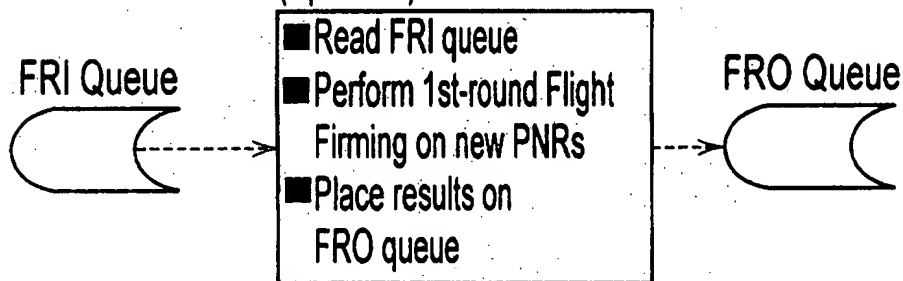 FRI Queue
■Read FRI queue
■Perform 1st-round Flight
Firming on new PNRs
■Place results on
FRO queue
FRO Queue